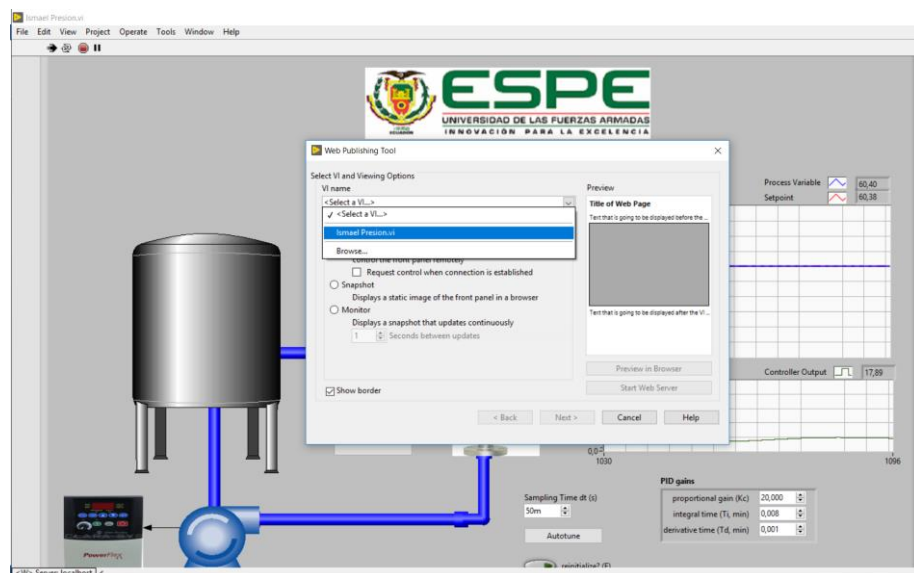 Ismael Presion.vi
File Edit View Project Operate Tools Window Help
ESPE
UNIVERSIDAD DE LAS FUERZAS ARMADAS
INNOVACIÓN PARA LA EXCELENCIA
Web Publishing Tool
Select VI and Viewing Options
VI name
<Select a VI...>
✓ <Select a VI...>
Ismael Presion.vi
Browse...
control the front panel remotely
Request control when connection is established
Snapshot
Displays a static image of the front panel in a browser
Monitor
Displays a snapshot that updates continuously
1 Seconds between updates
Show border
Preview
Title of Web Page
Text that is going to be displayed before the ...
Text that is going to be displayed after the VI ...
Preview in Browser
Start Web Server
< Back Next > Cancel Help
Process Variable 60,40
Setpoint 60,38
Controller Output 17,89
0,0
1030 1096
Sampling Time dt (s)
50m
Autotune
reinitialize? (F)
PID gains
proportional gain (Kc) 20,000
integral time (Ti, min) 0,008
derivative time (Td, min) 0,001
PowerFlex
Server: localhost